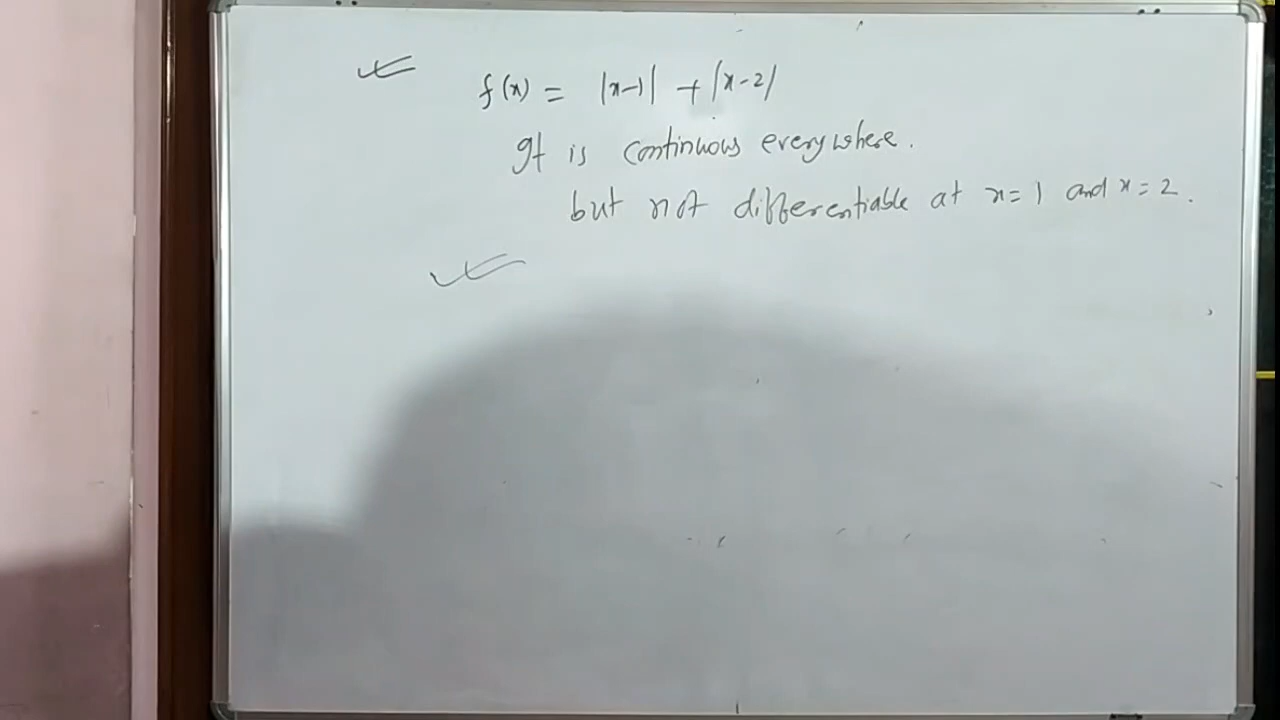 f(x) = |x-1| + |x-2|
It is continuous everywhere.
but not differentiable at x=1 and x=2.